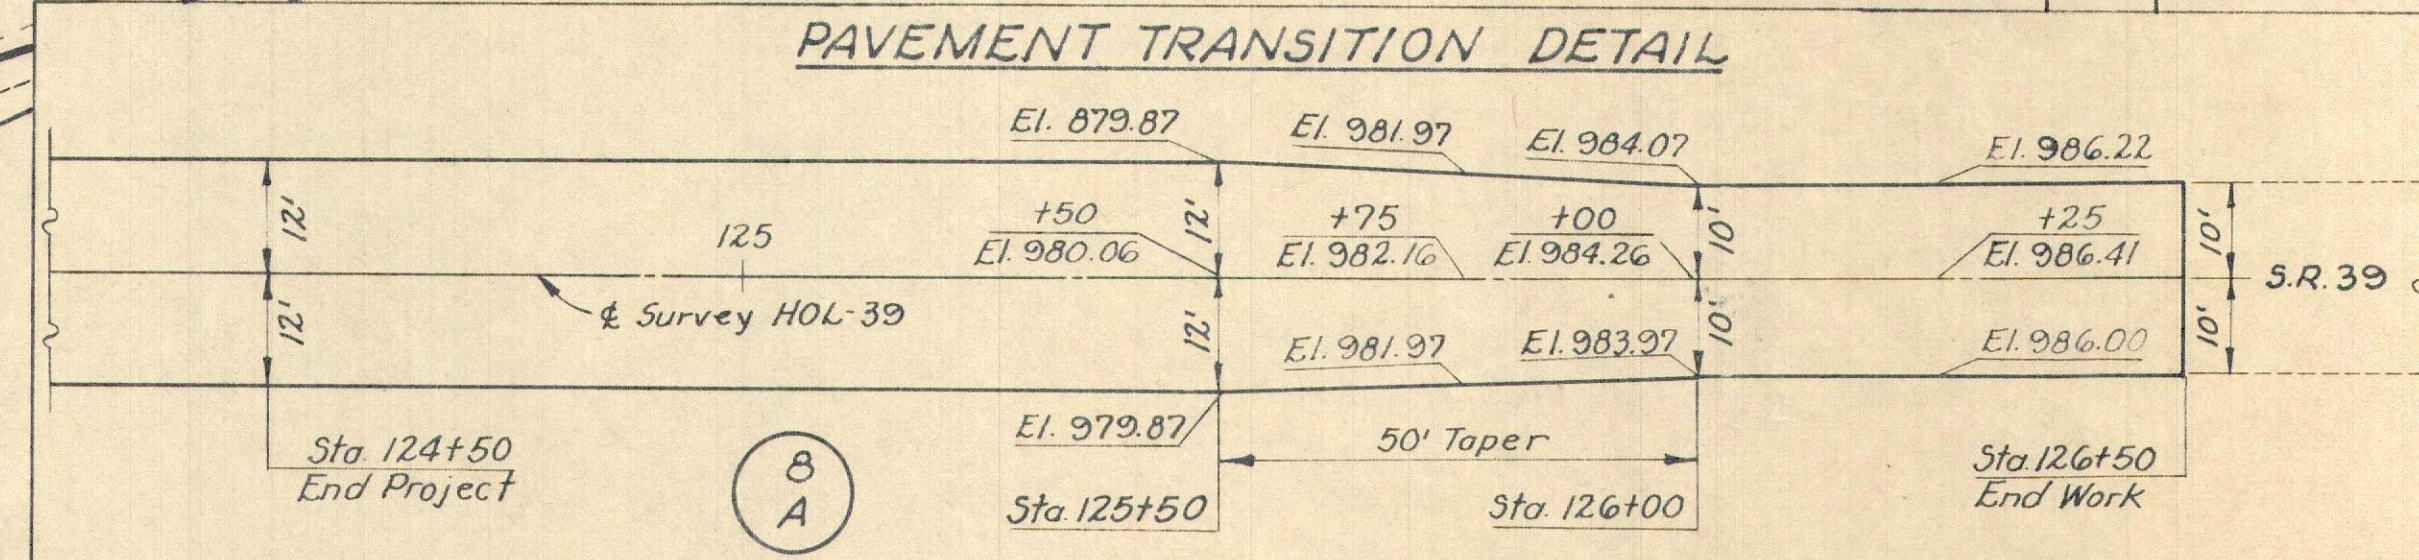 PAVEMENT TRANSITION DETAIL
El. 879.87
El. 981.97
El. 984.07
El. 986.22
12'
125
+50
El. 980.06
12'
+75
El. 982.16
+00
El. 984.26
10'
+25
El. 986.41
10'
℄ Survey HOL-39
S.R. 39
12'
12'
El. 981.97
El. 983.97
10'
El. 986.00
10'
El. 979.87
50' Taper
Sta. 124+50
End Project
8
A
Sta. 125+50
Sta. 126+00
Sta. 126+50
End Work